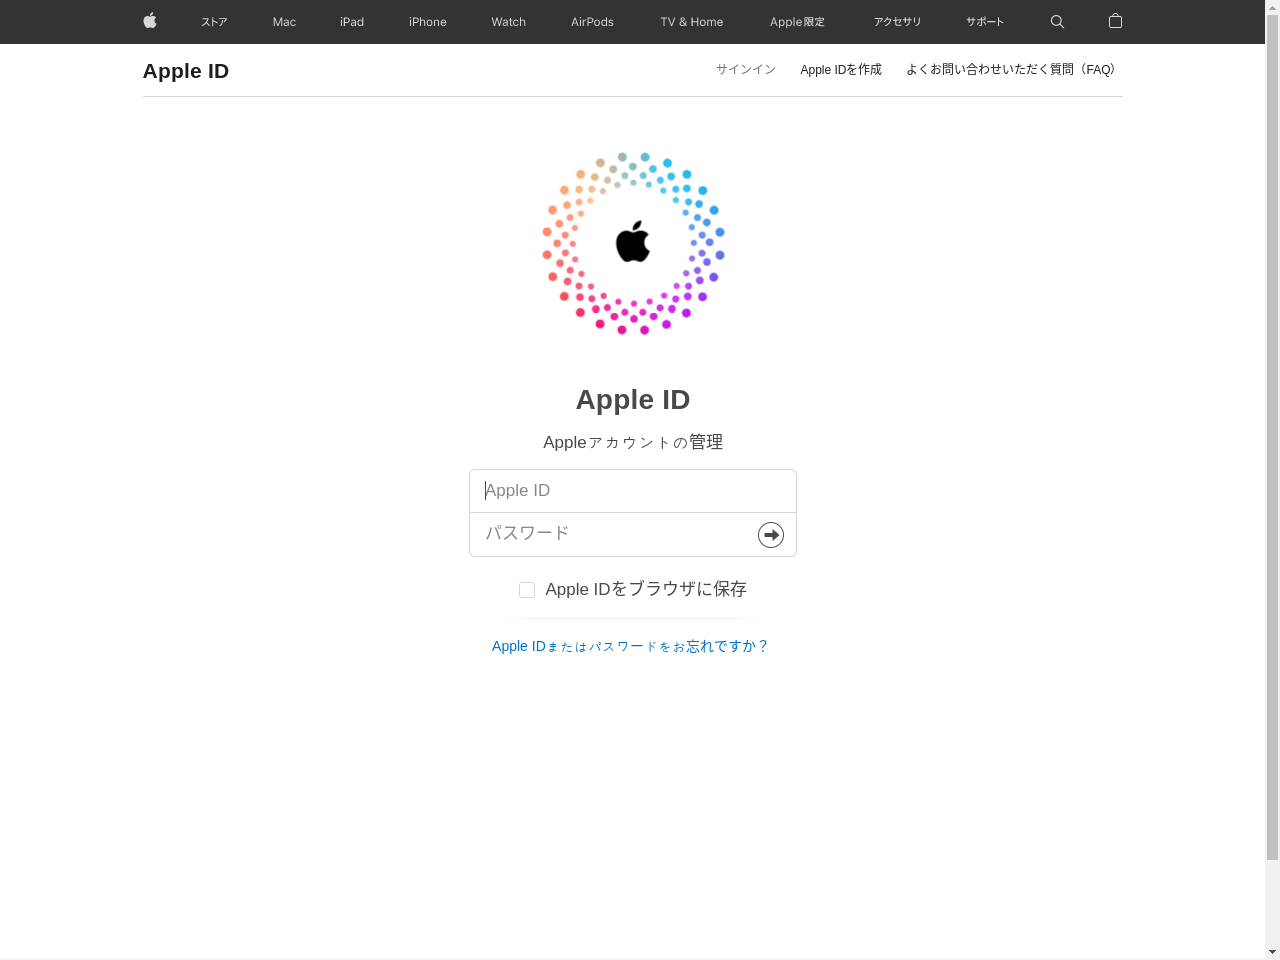 ストア Mac iPad iPhone Watch AirPods TV & Home Apple限定 アクセサリ サポート
Apple ID サインイン Apple IDを作成 よくお問い合わせいただく質問（FAQ）
Apple ID
Appleアカウントの管理
Apple ID
パスワード
Apple IDをブラウザに保存
Apple IDまたはパスワードをお忘れですか？